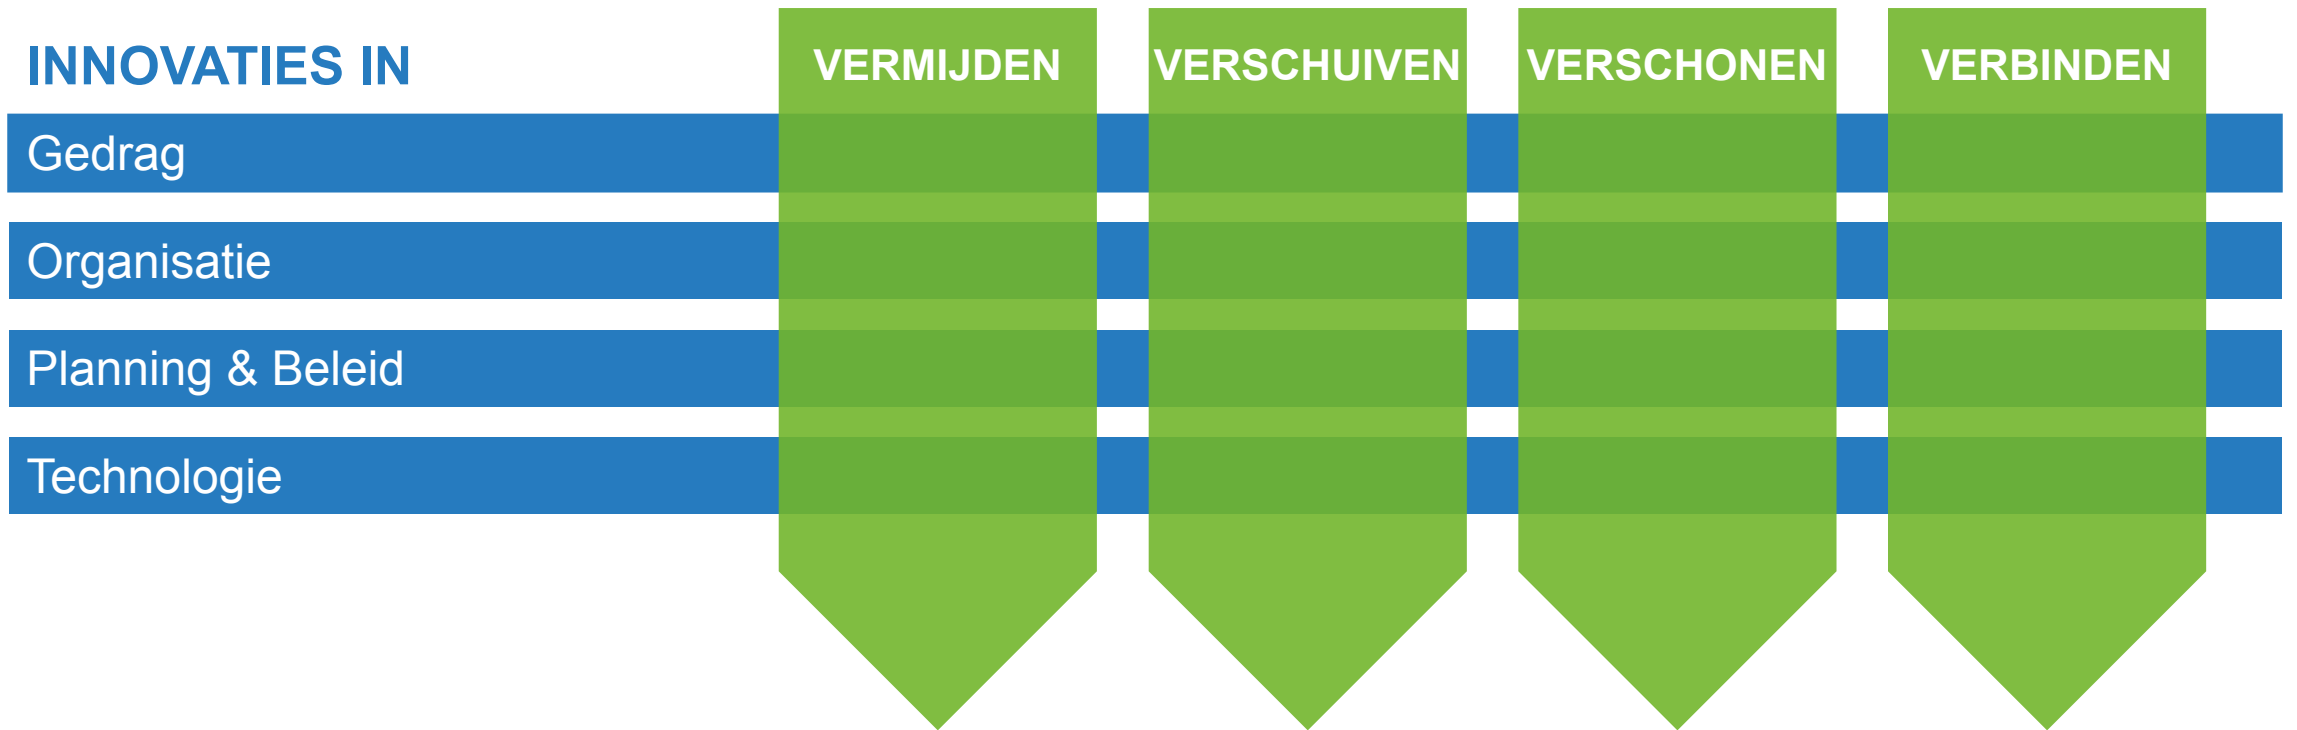 INNOVATIES IN
VERMIJDEN
VERSCHUIVEN
VERSCHONEN
VERBINDEN
Gedrag
Organisatie
Planning & Beleid
Technologie